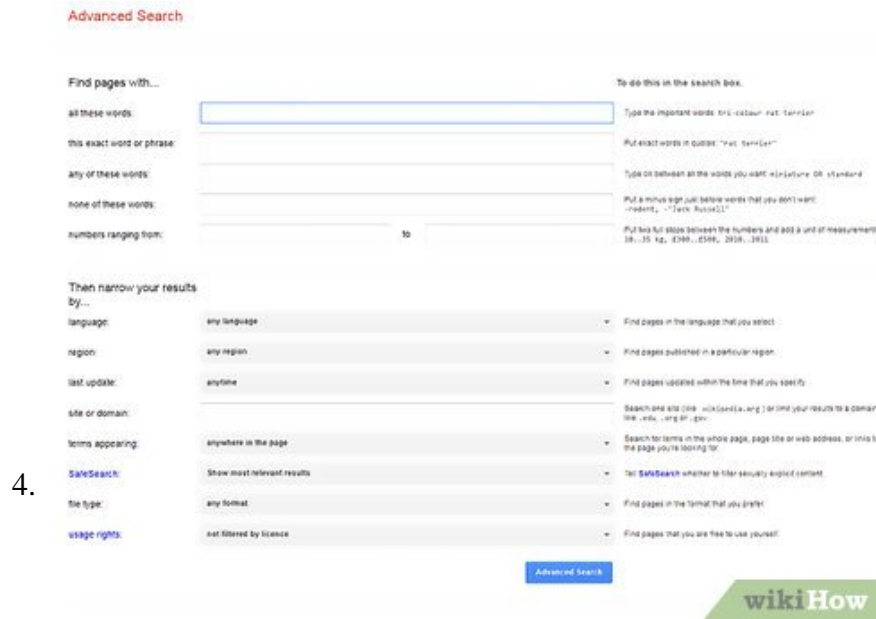 Advanced Search
Find pages with...
To do this in the search box.
all these words:
Type the important words: tri-colour rat terrier
this exact word or phrase:
Put exact words in quotes: "rat terrier"
any of these words:
Type OR between all the words you want: miniature OR standard
none of these words:
Put a minus sign just before words that you don't want:
-rodent, -"Jack Russell"
numbers ranging from:
to
Put two full stops between the numbers and add a unit of measurement:
10..35 kg, £300..£500, 2010..2011
Then narrow your results
by...
language:
any language
Find pages in the language that you select.
region:
any region
Find pages published in a particular region.
last update:
anytime
Find pages updated within the time that you specify.
site or domain:
Search one site (like wikipedia.org ) or limit your results to a domain
like .edu, .org or .gov
terms appearing:
anywhere in the page
Search for terms in the whole page, page title or web address, or links to
the page you're looking for.
4.
SafeSearch:
Show most relevant results
Tell SafeSearch whether to filter sexually explicit content.
file type:
any format
Find pages in the format that you prefer.
usage rights:
not filtered by licence
Find pages that you are free to use yourself.
Advanced Search
wikiHow